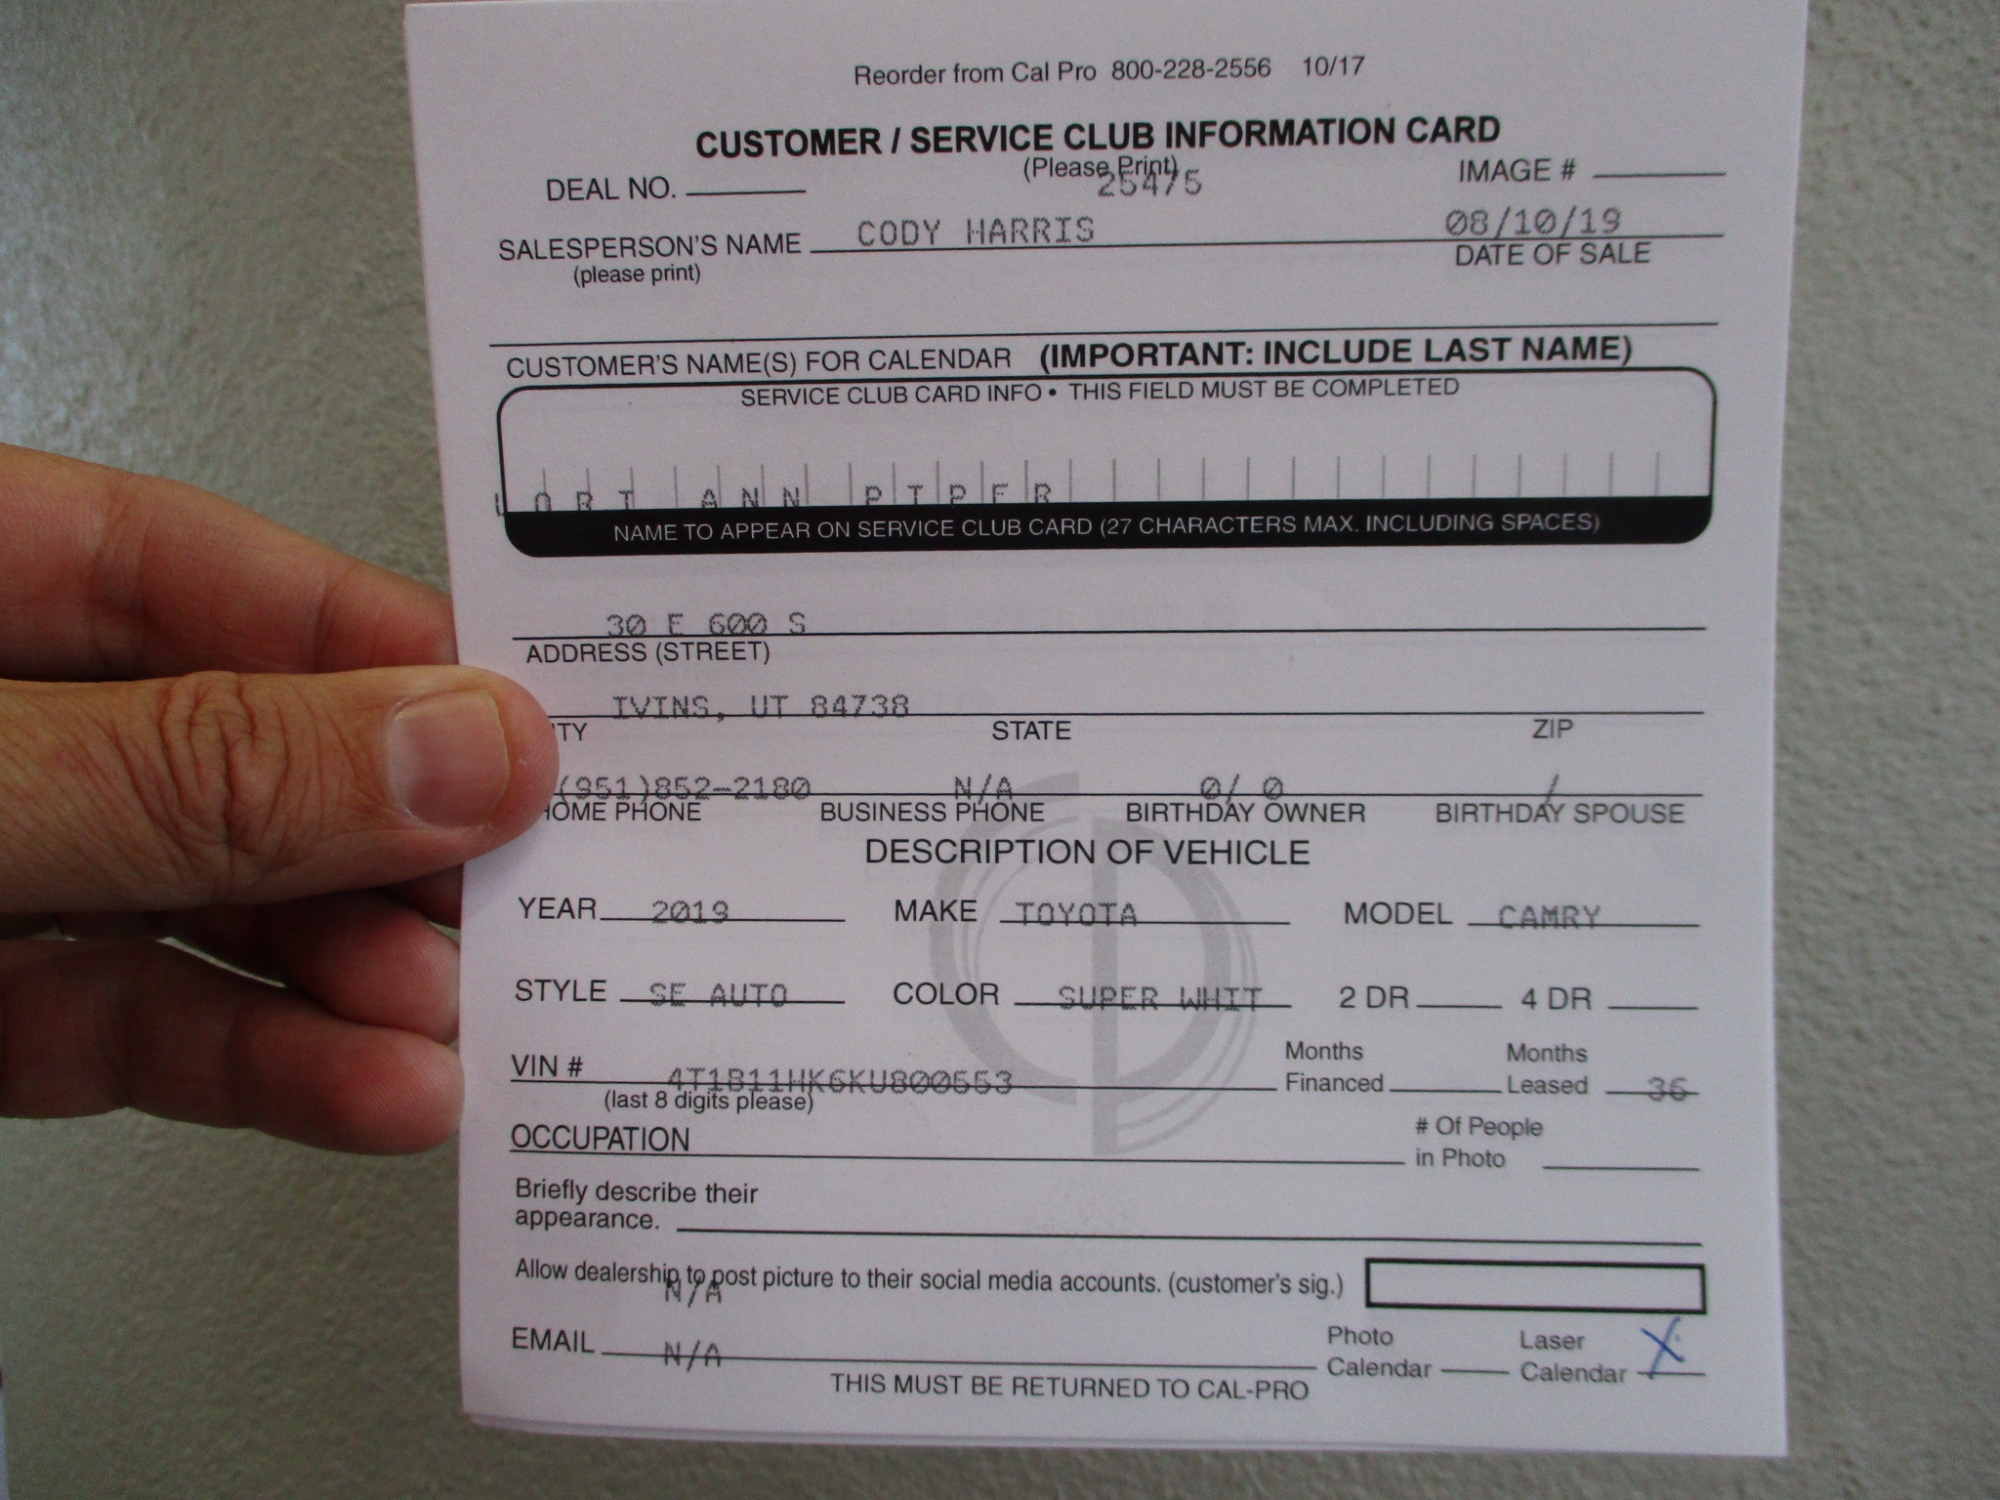 Reorder from Cal Pro 800-228-2556 10/17
CUSTOMER / SERVICE CLUB INFORMATION CARD
(Please Print)
DEAL NO. 25475 IMAGE #
SALESPERSON'S NAME CODY HARRIS 08/10/19
(please print) DATE OF SALE
CUSTOMER'S NAME(S) FOR CALENDAR (IMPORTANT: INCLUDE LAST NAME)
SERVICE CLUB CARD INFO • THIS FIELD MUST BE COMPLETED
LORI ANN PIPER
NAME TO APPEAR ON SERVICE CLUB CARD (27 CHARACTERS MAX. INCLUDING SPACES)
30 E 600 S
ADDRESS (STREET)
IVINS, UT 84738
TY STATE ZIP
(951)852-2180 N/A 0/ 0 /
HOME PHONE BUSINESS PHONE BIRTHDAY OWNER BIRTHDAY SPOUSE
DESCRIPTION OF VEHICLE
YEAR 2019 MAKE TOYOTA MODEL CAMRY
STYLE SE AUTO COLOR SUPER WHIT 2 DR 4 DR
VIN # 4T1B11HK6KU800553 Months Financed Months Leased 36
(last 8 digits please)
OCCUPATION # Of People in Photo
Briefly describe their
appearance.
Allow dealership to post picture to their social media accounts. (customer's sig.)
N/A
EMAIL N/A Photo Calendar Laser Calendar X
THIS MUST BE RETURNED TO CAL-PRO